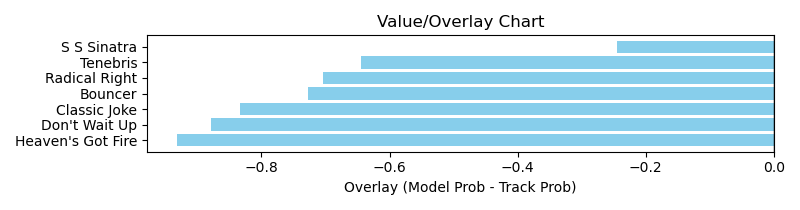 Value/Overlay Chart
S S Sinatra
Tenebris
Radical Right
Bouncer
Classic Joke
Don't Wait Up
Heaven's Got Fire
−0.8 −0.6 −0.4 −0.2 0.0
Overlay (Model Prob - Track Prob)